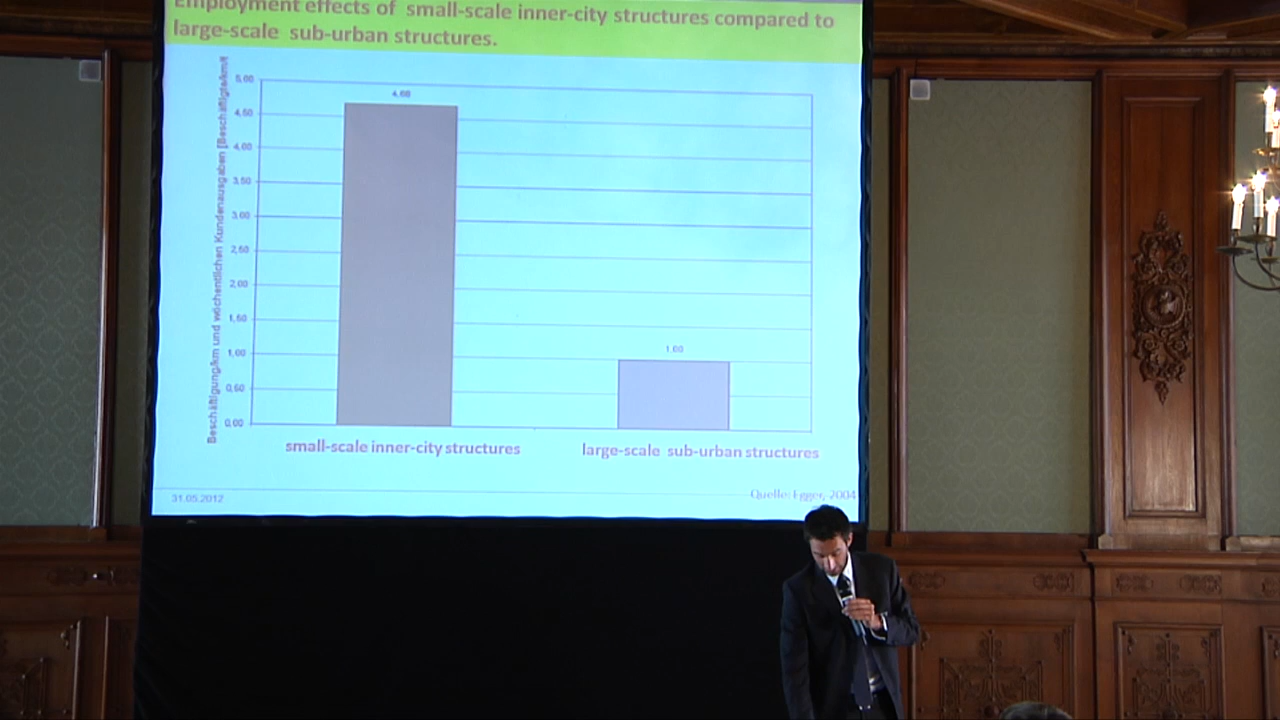 Employment effects of small-scale inner-city structures compared to
large-scale sub-urban structures.
Beschäftigung/km und wöchentlichen Kundenausgaben
5,00
4,50
4,00
3,50
3,00
2,50
2,00
1,50
1,00
0,50
0,00
4,68
1,00
small-scale inner-city structures
large-scale sub-urban structures
31.05.2012
Quelle: Egger, 2004